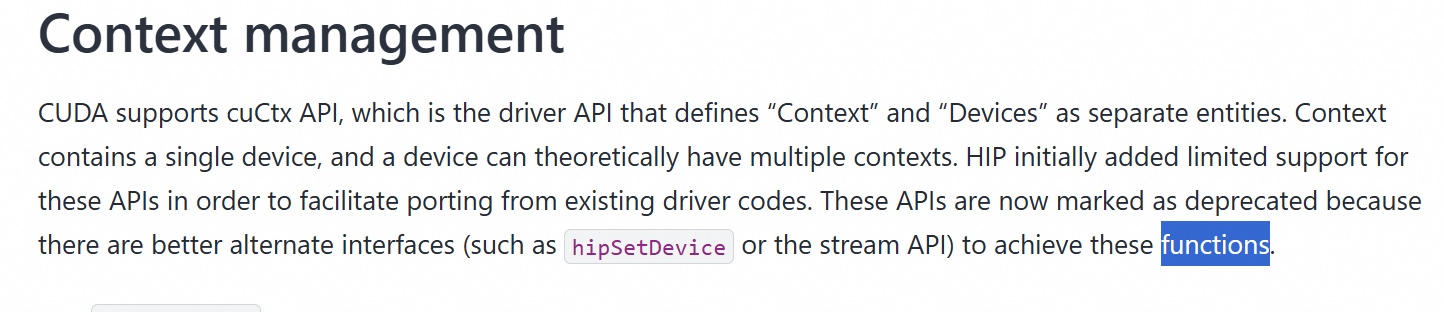 Context management
CUDA supports cuCtx API, which is the driver API that defines “Context” and “Devices” as separate entities. Context
contains a single device, and a device can theoretically have multiple contexts. HIP initially added limited support for
these APIs in order to facilitate porting from existing driver codes. These APIs are now marked as deprecated because
there are better alternate interfaces (such as hipSetDevice or the stream API) to achieve these functions.